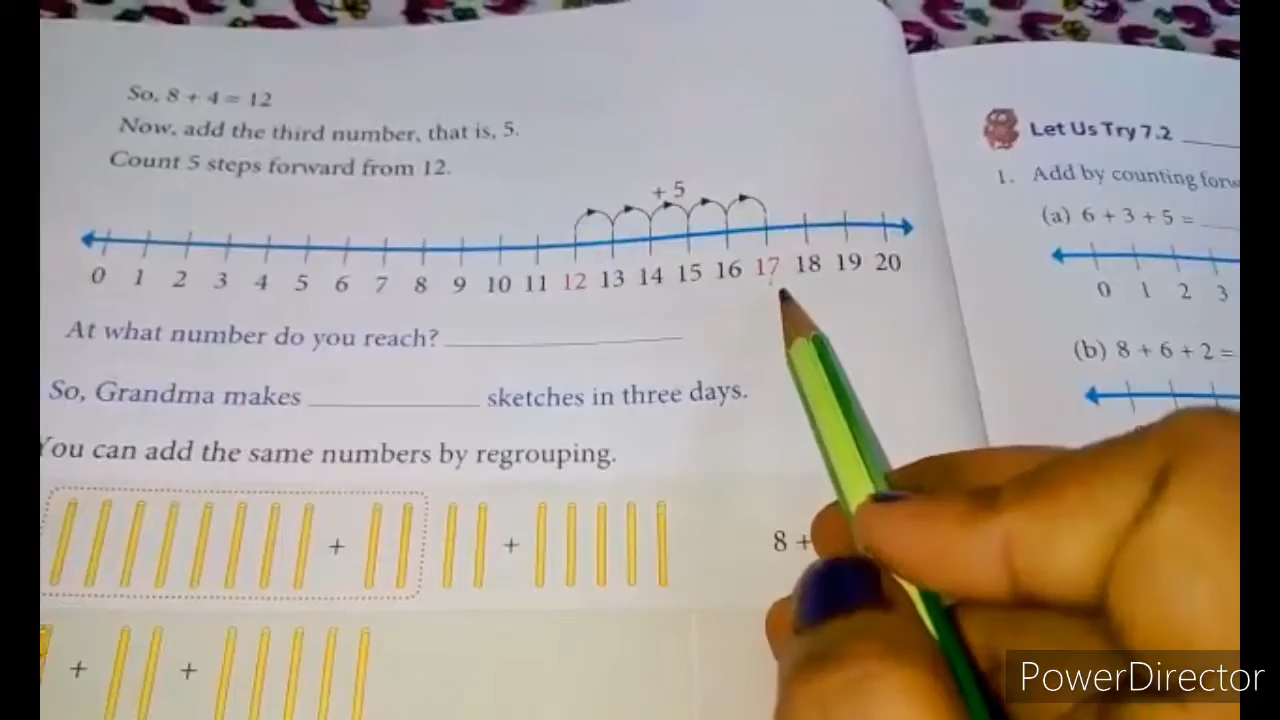 So, 8 + 4 = 12
Now, add the third number, that is, 5.
Count 5 steps forward from 12.
+ 5
0 1 2 3 4 5 6 7 8 9 10 11 12 13 14 15 16 17 18 19 20
At what number do you reach? ____________
So, Grandma makes ____________ sketches in three days.
You can add the same numbers by regrouping.
+ +
8 +
+ +
Let Us Try 7.2
1. Add by counting forw
(a) 6 + 3 + 5 = ____
0 1 2 3
(b) 8 + 6 + 2 =
PowerDirector